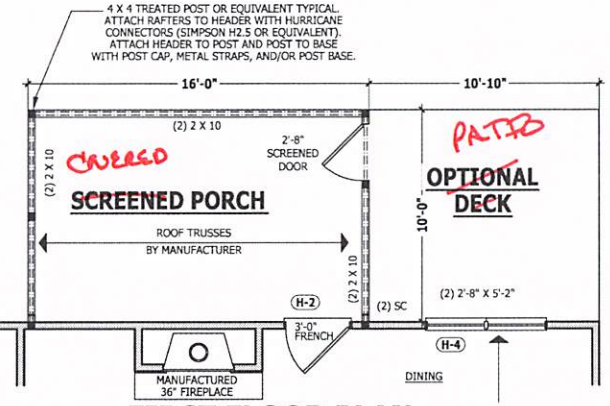 4 X 4 TREATED POST OR EQUIVALENT TYPICAL.
ATTACH RAFTERS TO HEADER WITH HURRICANE
CONNECTORS (SIMPSON H2.5 OR EQUIVALENT).
ATTACH HEADER TO POST AND POST TO BASE
WITH POST CAP, METAL STRAPS, AND/OR POST BASE.
16'-0"
10'-10"
(2) 2 X 10
(2) 2 X 10
COVERED
SCREENED PORCH
2'-8"
SCREENED
DOOR
PATIO
OPTIONAL
DECK
10'-0"
ROOF TRUSSES
BY MANUFACTURER
(2) 2 X 10
H-2
3'-0"
FRENCH
(2) SC
(2) 2'-8" X 5'-2"
H-4
MANUFACTURED
36" FIREPLACE
DINING